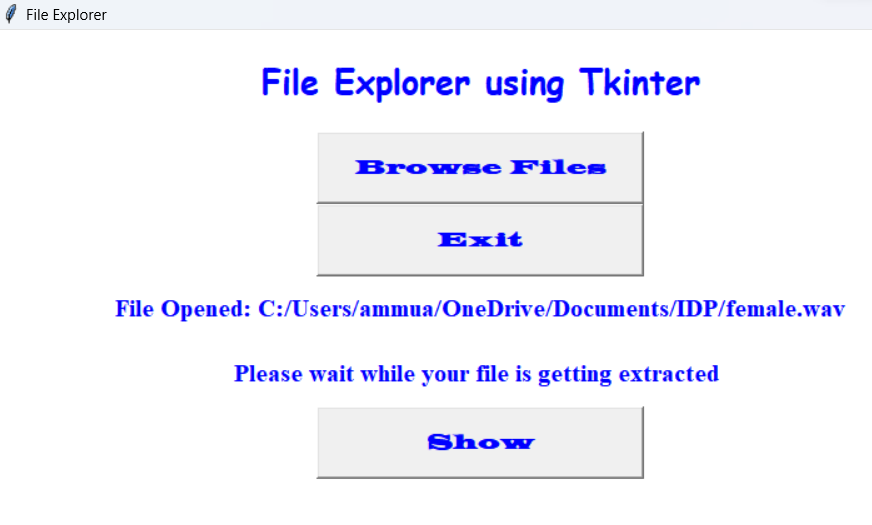 File Explorer
File Explorer using Tkinter
Browse Files
Exit
File Opened: C:/Users/ammua/OneDrive/Documents/IDP/female.wav
Please wait while your file is getting extracted
Show